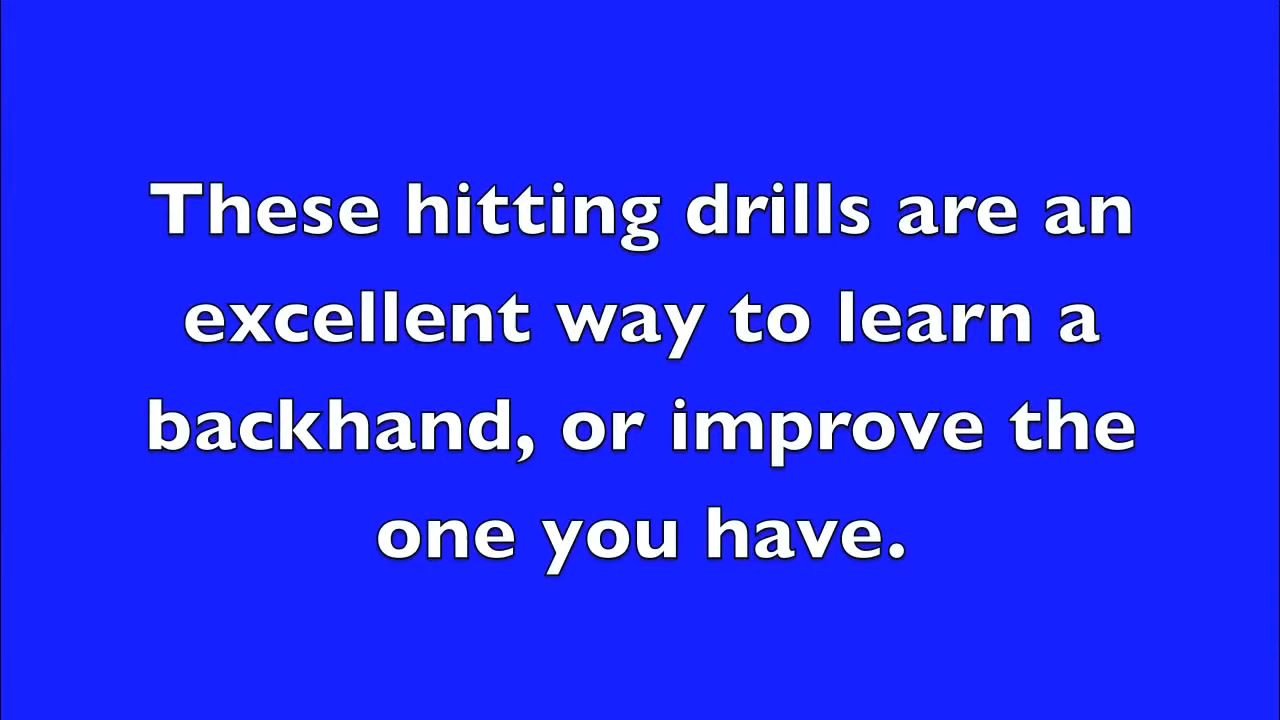 These hitting drills are an
excellent way to learn a
backhand, or improve the
one you have.